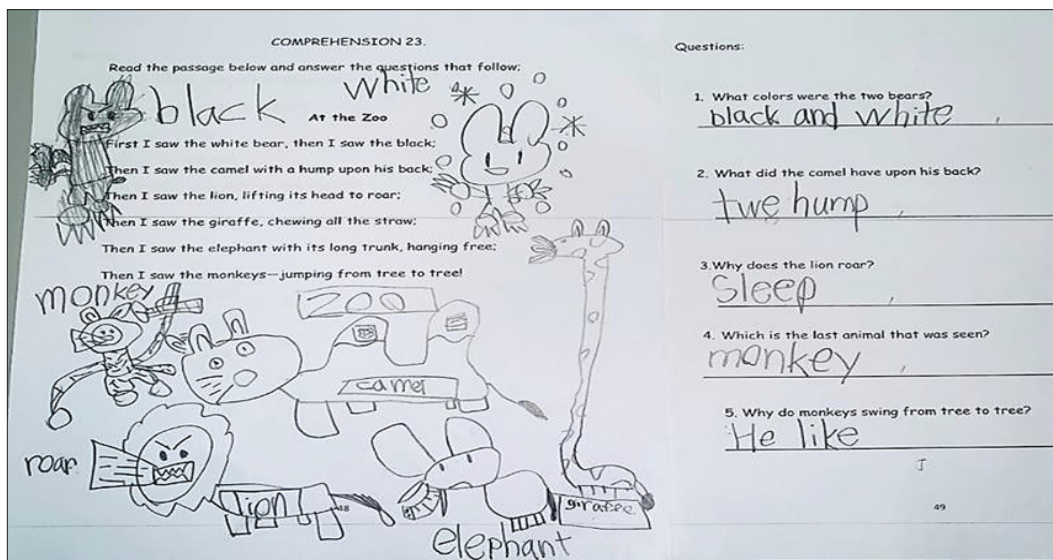 COMPREHENSION 23.
Read the passage below and answer the questions that follow;
black
White
At the Zoo
First I saw the white bear, then I saw the black;
Then I saw the camel with a hump upon his back;
Then I saw the lion, lifting its head to roar;
Then I saw the giraffe, chewing all the straw;
Then I saw the elephant with its long trunk, hanging free;
Then I saw the monkeys—jumping from tree to tree!
monkey
ZOO
camel
roar
lion
48
elephant
giraffe
Questions:
1. What colors were the two bears?
black and white
2. What did the camel have upon his back?
twe hump
3.Why does the lion roar?
Sleep
4. Which is the last animal that was seen?
monkey
5. Why do monkeys swing from tree to tree?
He like
49